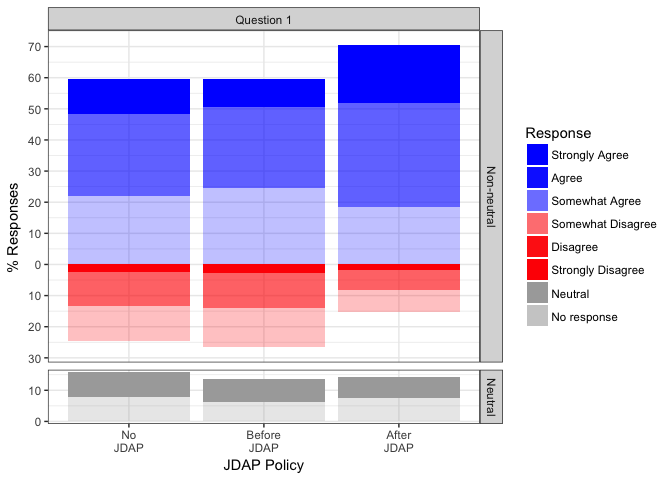 Question 1
70
60
50
40
30
20
10
0
10
20
30
10
0
% Responses
Non-neutral
Neutral
No
JDAP
Before
JDAP
After
JDAP
JDAP Policy
Response
Strongly Agree
Agree
Somewhat Agree
Somewhat Disagree
Disagree
Strongly Disagree
Neutral
No response